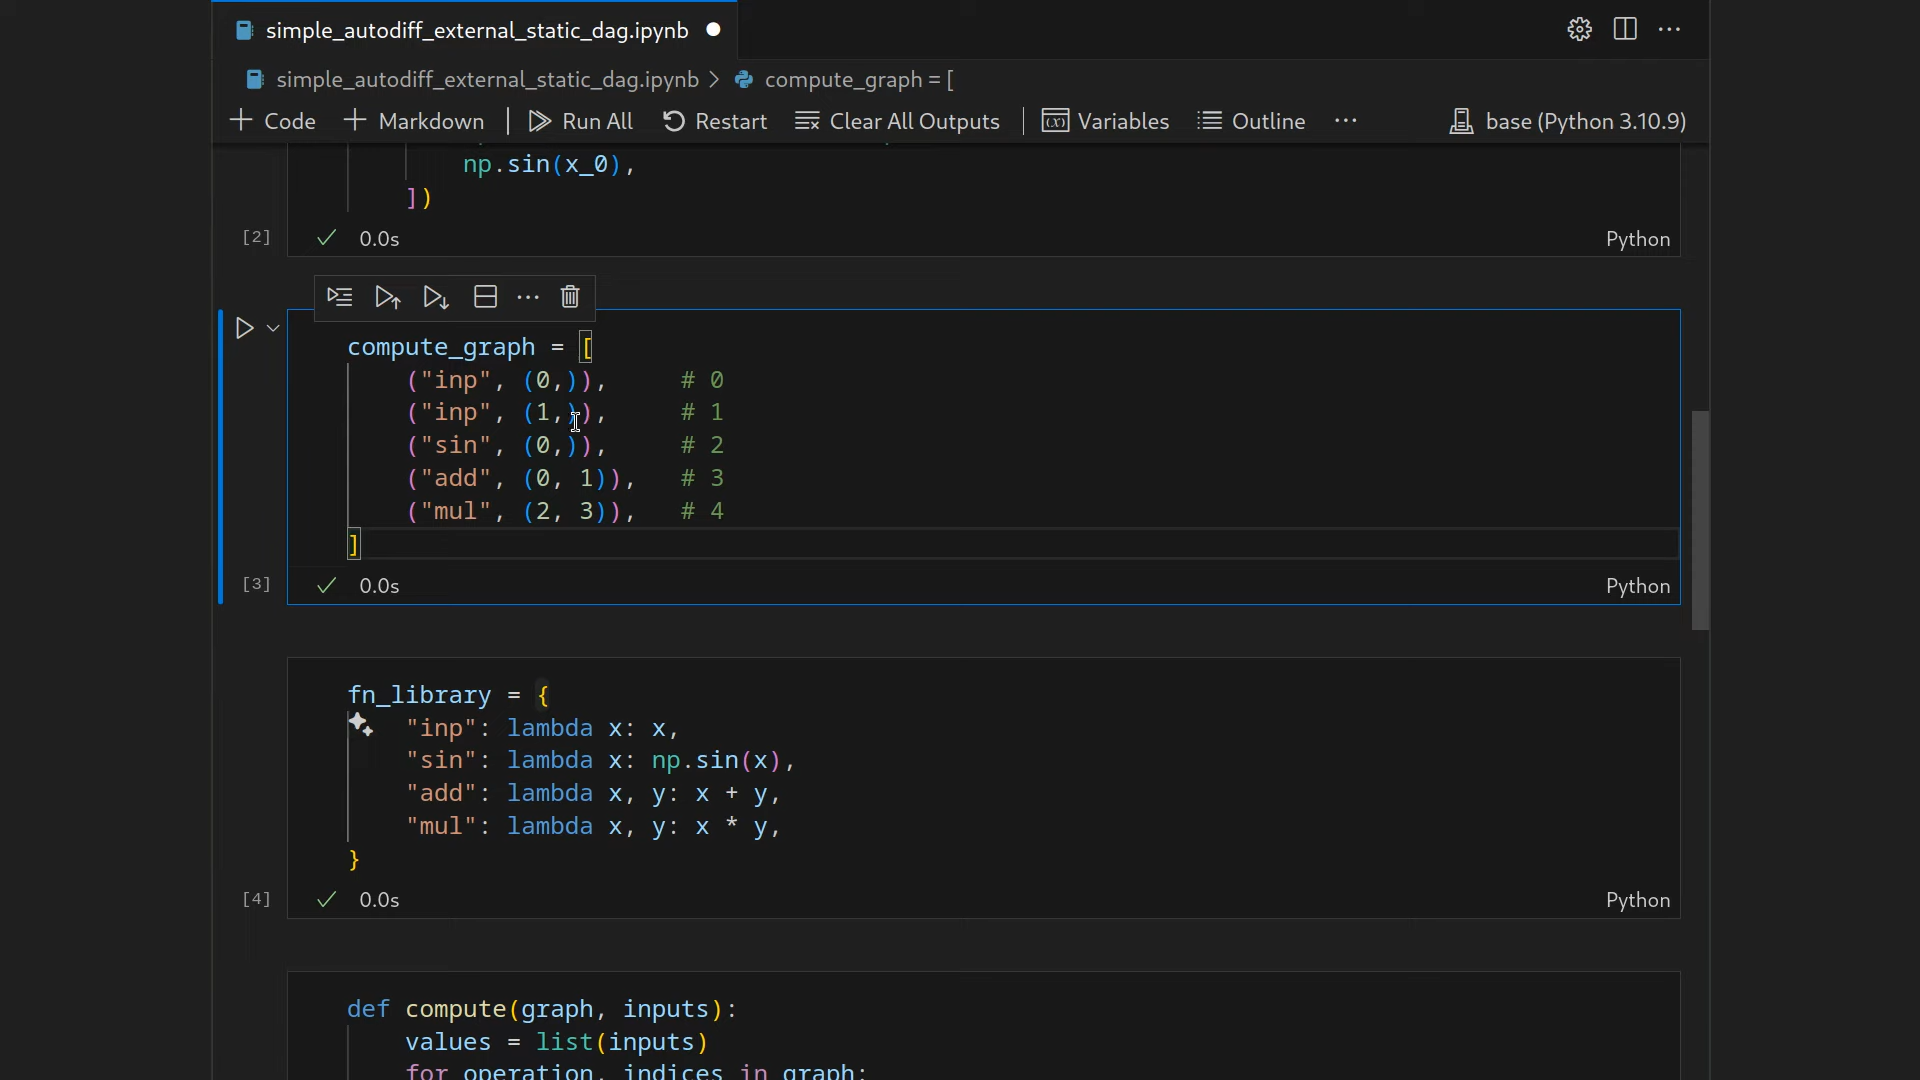 simple_autodiff_external_static_dag.ipynb
simple_autodiff_external_static_dag.ipynb > compute_graph = [
+ Code + Markdown | Run All Restart Clear All Outputs | Variables Outline ... base (Python 3.10.9)
np.sin(x_0),
])
[2] ✓ 0.0s Python
compute_graph = [
("inp", (0,)), # 0
("inp", (1,)), # 1
("sin", (0,)), # 2
("add", (0, 1)), # 3
("mul", (2, 3)), # 4
]
[3] ✓ 0.0s Python
fn_library = {
"inp": lambda x: x,
"sin": lambda x: np.sin(x),
"add": lambda x, y: x + y,
"mul": lambda x, y: x * y,
}
[4] ✓ 0.0s Python
def compute(graph, inputs):
values = list(inputs)
for operation, indices in graph: